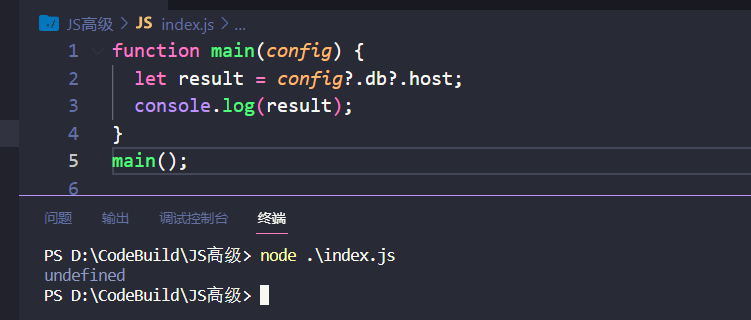 JS高级 > JS index.js > ...
1 function main(config) {
2 let result = config?.db?.host;
3 console.log(result);
4 }
5 main();
6
问题 输出 调试控制台 终端
PS D:\CodeBuild\JS高级> node .\index.js
undefined
PS D:\CodeBuild\JS高级>